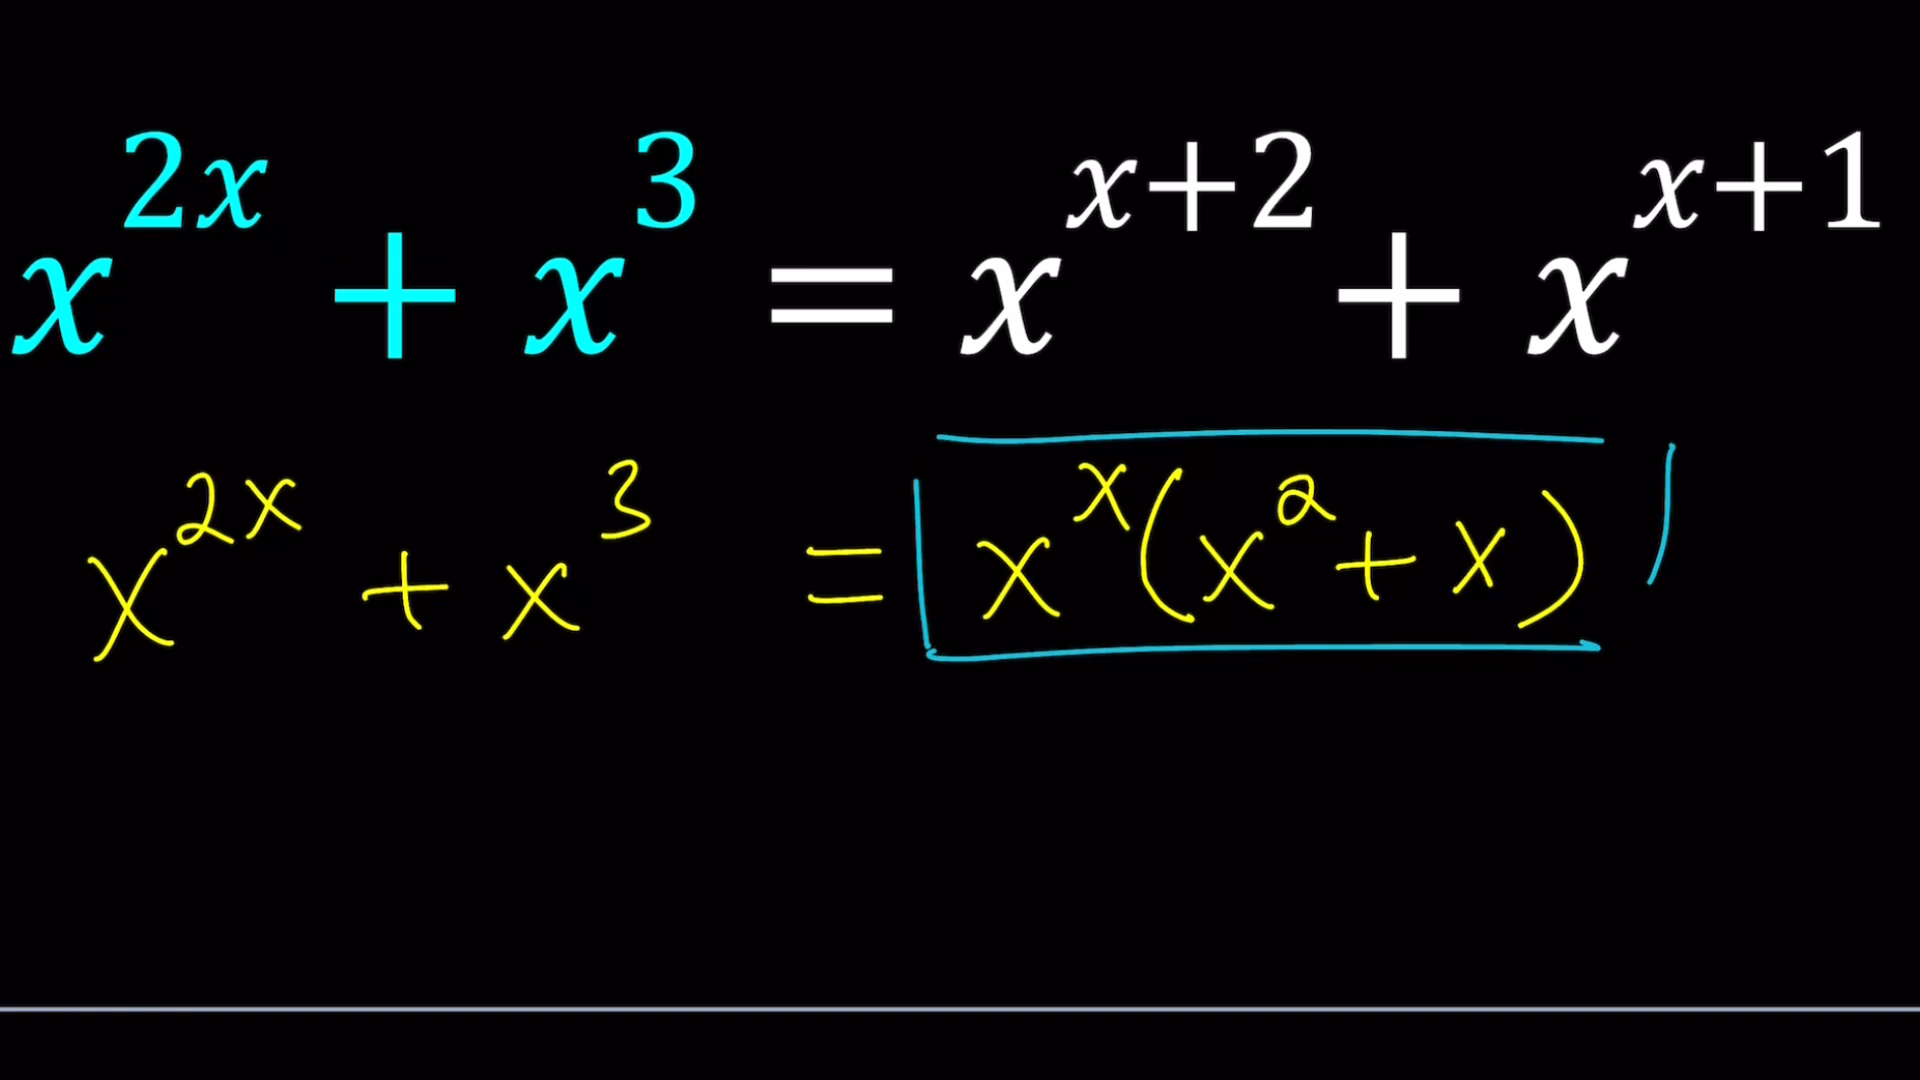 x^{2x} + x^3 = x^{x+2} + x^{x+1}
x^{2x} + x^3 = x^x(x^2 + x)